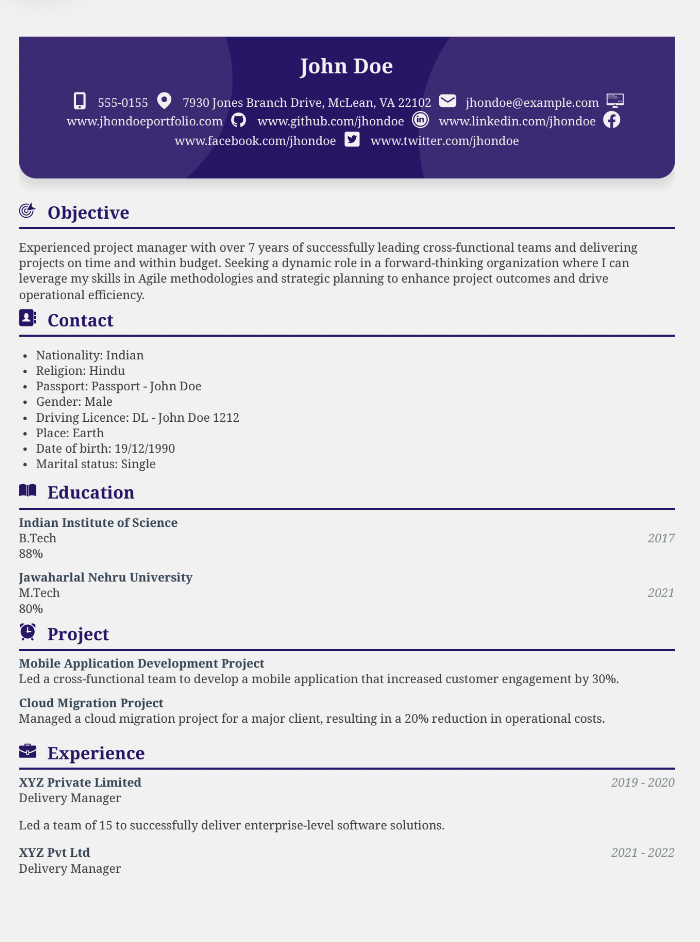 John Doe
555-0155 7930 Jones Branch Drive, McLean, VA 22102 jhondoe@example.com
www.jhondoeportfolio.com www.github.com/jhondoe www.linkedin.com/jhondoe
www.facebook.com/jhondoe www.twitter.com/jhondoe
Objective
Experienced project manager with over 7 years of successfully leading cross-functional teams and delivering
projects on time and within budget. Seeking a dynamic role in a forward-thinking organization where I can
leverage my skills in Agile methodologies and strategic planning to enhance project outcomes and drive
operational efficiency.
Contact
• Nationality: Indian
• Religion: Hindu
• Passport: Passport - John Doe
• Gender: Male
• Driving Licence: DL - John Doe 1212
• Place: Earth
• Date of birth: 19/12/1990
• Marital status: Single
Education
Indian Institute of Science
B.Tech 2017
88%
Jawaharlal Nehru University
M.Tech 2021
80%
Project
Mobile Application Development Project
Led a cross-functional team to develop a mobile application that increased customer engagement by 30%.
Cloud Migration Project
Managed a cloud migration project for a major client, resulting in a 20% reduction in operational costs.
Experience
XYZ Private Limited 2019 - 2020
Delivery Manager
Led a team of 15 to successfully deliver enterprise-level software solutions.
XYZ Pvt Ltd 2021 - 2022
Delivery Manager